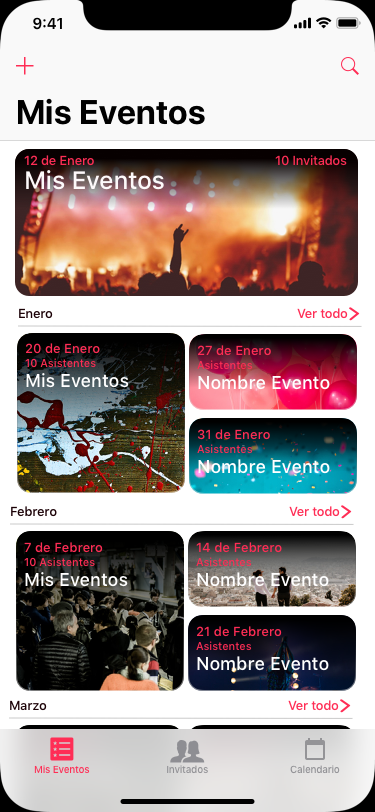 9:41
Mis Eventos
12 de Enero
10 Invitados
Mis Eventos
Enero
Ver todo
20 de Enero
10 Asistentes
Mis Eventos
27 de Enero
Asistentes
Nombre Evento
31 de Enero
Asistentes
Nombre Evento
Febrero
Ver todo
7 de Febrero
10 Asistentes
Mis Eventos
14 de Febrero
Asistentes
Nombre Evento
21 de Febrero
Asistentes
Nombre Evento
Marzo
Ver todo
Mis Eventos
Invitados
Calendario